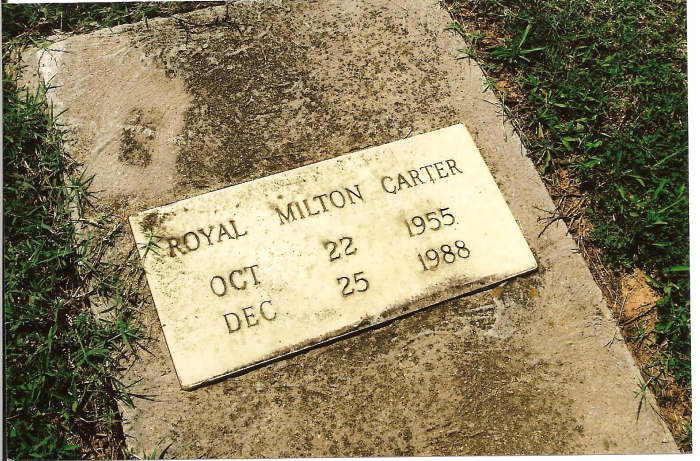 ROYAL MILTON CARTER
OCT 22 1955
DEC 25 1988